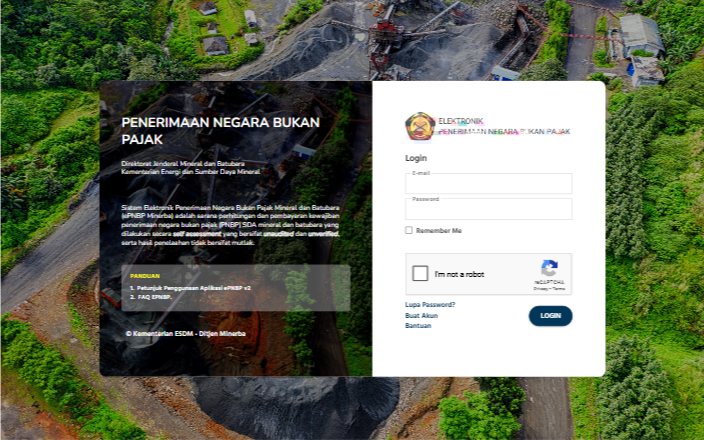 PENERIMAAN NEGARA BUKAN
PAJAK
Direktorat Jenderal Mineral dan Batubara
Kementerian Energi dan Sumber Daya Mineral
Sistem Elektronik Penerimaan Negara Bukan Pajak Mineral dan Batubara
(ePNBP Minerba) adalah sarana perhitungan dan pembayaran kewajiban
penerimaan negara bukan pajak (PNBP) SDA mineral dan batubara yang
dilakukan secara self assessment yang bersifat unaudited dan unverified,
serta hasil penelaahan tidak bersifat mutlak.
PANDUAN
1. Petunjuk Penggunaan Aplikasi ePNBP v2
2. FAQ EPNBP.
© Kementerian ESDM - Ditjen Minerba
ELEKTRONIK
PENERIMAAN NEGARA BUKAN PAJAK
Login
E-mail
Password
Remember Me
I'm not a robot
reCAPTCHA
Privacy - Terms
Lupa Password?
Buat Akun
Bantuan
LOGIN